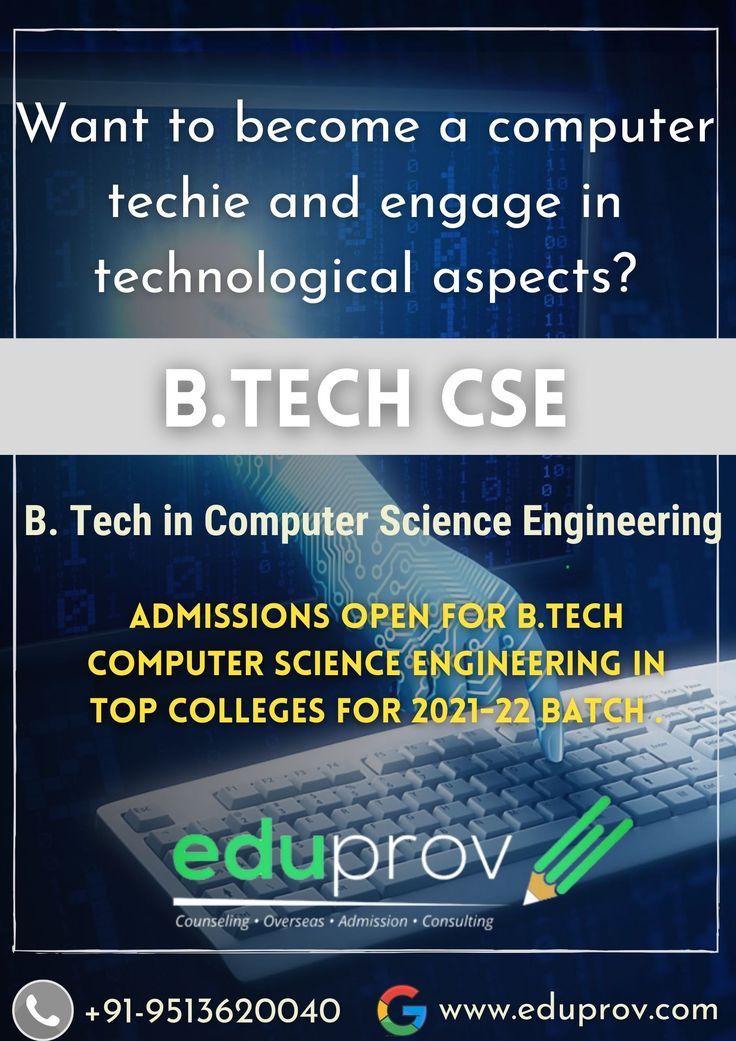 Want to become a computer
techie and engage in
technological aspects?
B.TECH CSE
B. Tech in Computer Science Engineering
ADMISSIONS OPEN FOR B.TECH
COMPUTER SCIENCE ENGINEERING IN
TOP COLLEGES FOR 2021-22 BATCH .
eduprov
Counseling • Overseas • Admission • Consulting
+91-9513620040
www.eduprov.com